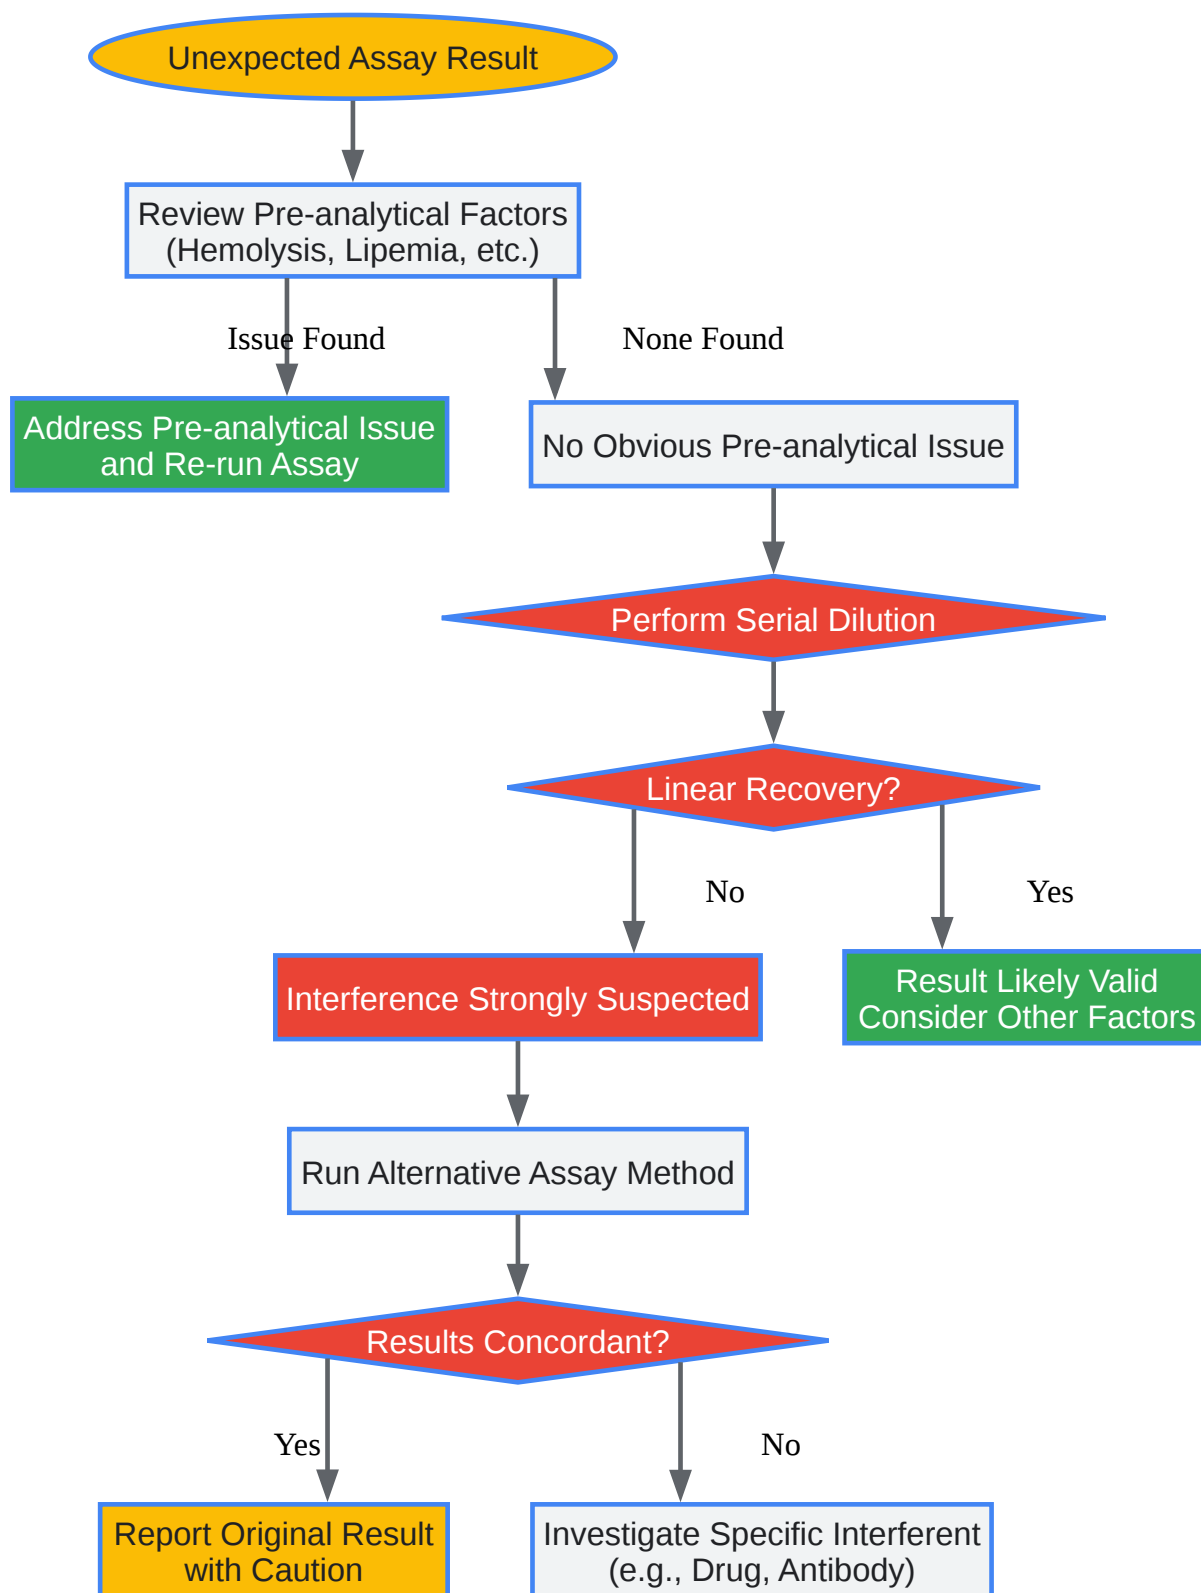 Unexpected Assay Result
Review Pre-analytical Factors
(Hemolysis, Lipemia, etc.)
Issue Found
None Found
Address Pre-analytical Issue
and Re-run Assay
No Obvious Pre-analytical Issue
Perform Serial Dilution
Linear Recovery?
No
Yes
Interference Strongly Suspected
Result Likely Valid
Consider Other Factors
Run Alternative Assay Method
Results Concordant?
Yes
No
Report Original Result
with Caution
Investigate Specific Interferent
(e.g., Drug, Antibody)